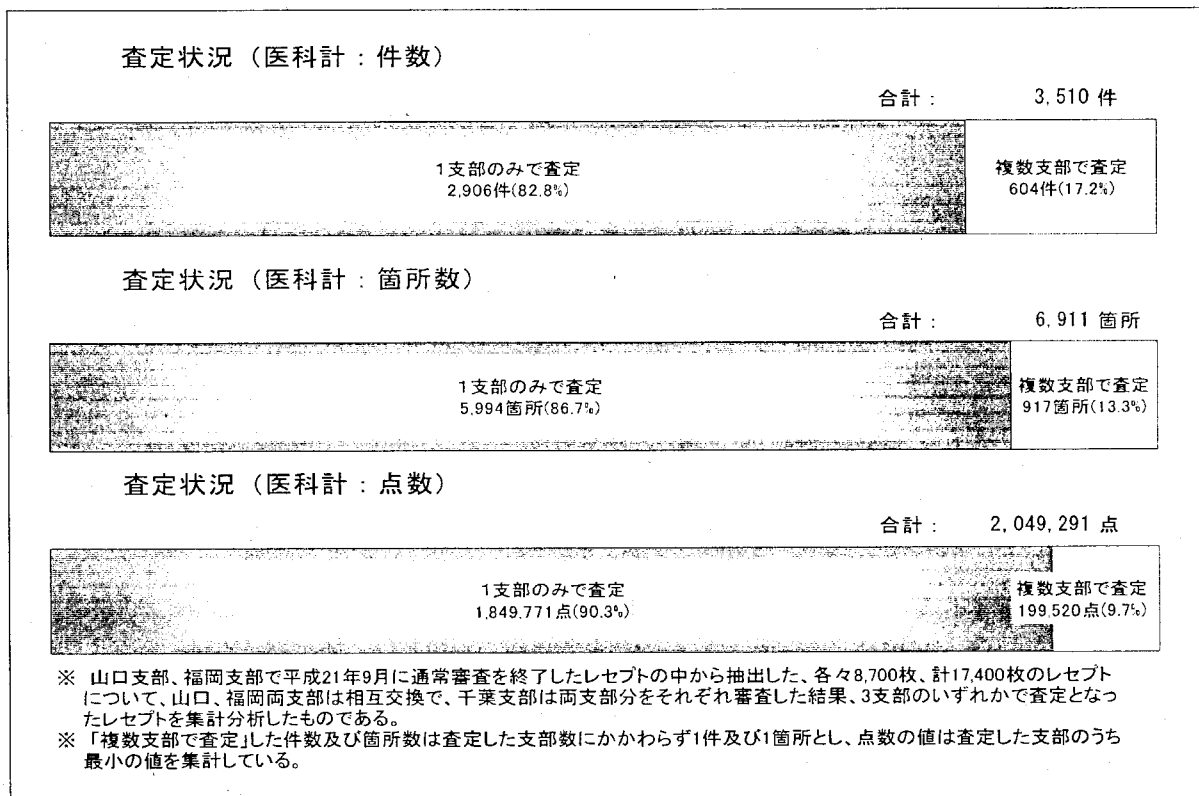 査定状況（医科計：件数）
合計： 3,510 件
1支部のみで査定
2,906件(82.8%)
複数支部で査定
604件(17.2%)
査定状況（医科計：箇所数）
合計： 6,911 箇所
1支部のみで査定
5,994箇所(86.7%)
複数支部で査定
917箇所(13.3%)
査定状況（医科計：点数）
合計： 2,049,291 点
1支部のみで査定
1,849,771点(90.3%)
複数支部で査定
199,520点(9.7%)
※ 山口支部、福岡支部で平成21年9月に通常審査を終了したレセプトの中から抽出した、各々8,700枚、計17,400枚のレセプト
について、山口、福岡両支部は相互交換で、千葉支部は両支部分をそれぞれ審査した結果、3支部のいずれかで査定となっ
たレセプトを集計分析したものである。
※ 「複数支部で査定」した件数及び箇所数は査定した支部数にかかわらず1件及び1箇所とし、点数の値は査定した支部のうち
最小の値を集計している。